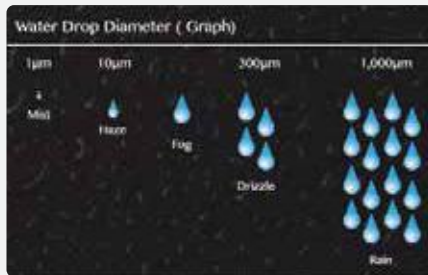 Water Drop Diameter ( Graph)
1μm 10μm 300μm 1,000μm
Mist
Haze
Fog
Drizzle
Rain